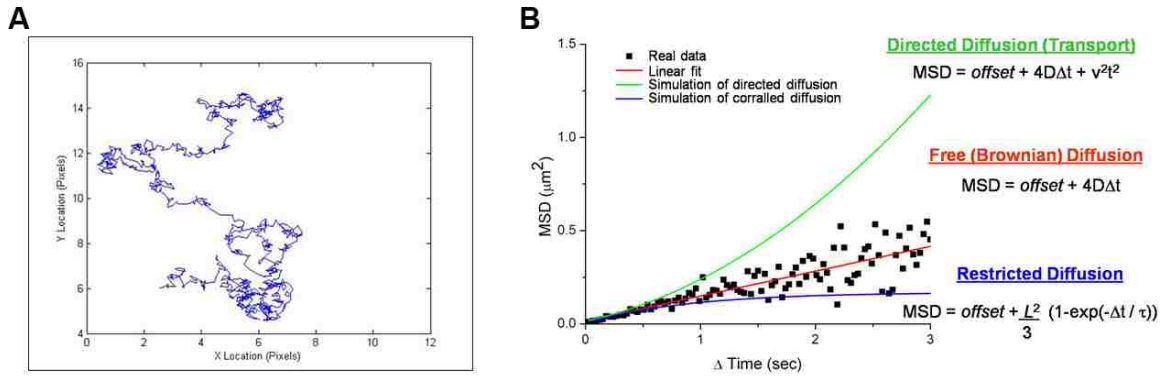 A
16
14
12
10
8
6
4
0 2 4 6 8 10 12
Y Location (Pixels)
X Location (Pixels)
B
1.5
1.0
0.5
0.0
0 1 2 3
MSD (μm²)
Δ Time (sec)
Real data
Linear fit
Simulation of directed diffusion
Simulation of corralled diffusion
Directed Diffusion (Transport)
MSD = offset + 4DΔt + v²t²
Free (Brownian) Diffusion
MSD = offset + 4DΔt
Restricted Diffusion
MSD = offset + L²/3 (1-exp(-Δt / τ))